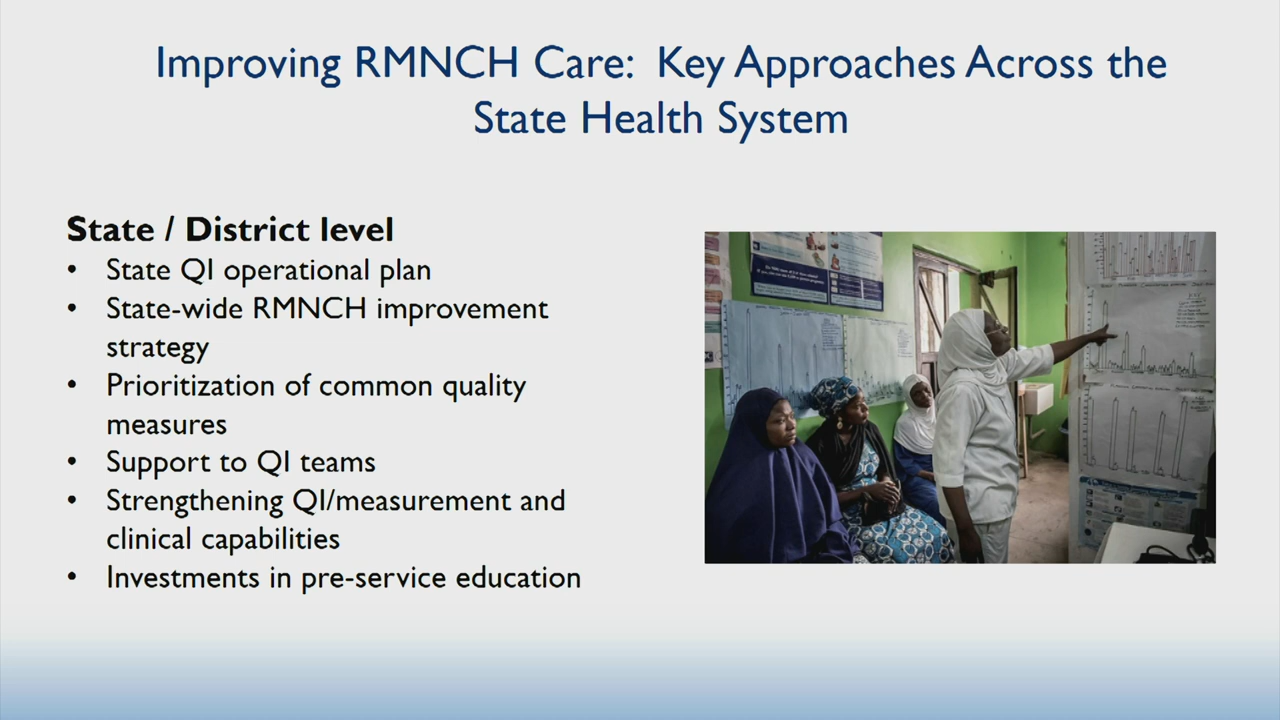 Improving RMNCH Care: Key Approaches Across the
State Health System
State / District level
• State QI operational plan
• State-wide RMNCH improvement
strategy
• Prioritization of common quality
measures
• Support to QI teams
• Strengthening QI/measurement and
clinical capabilities
• Investments in pre-service education